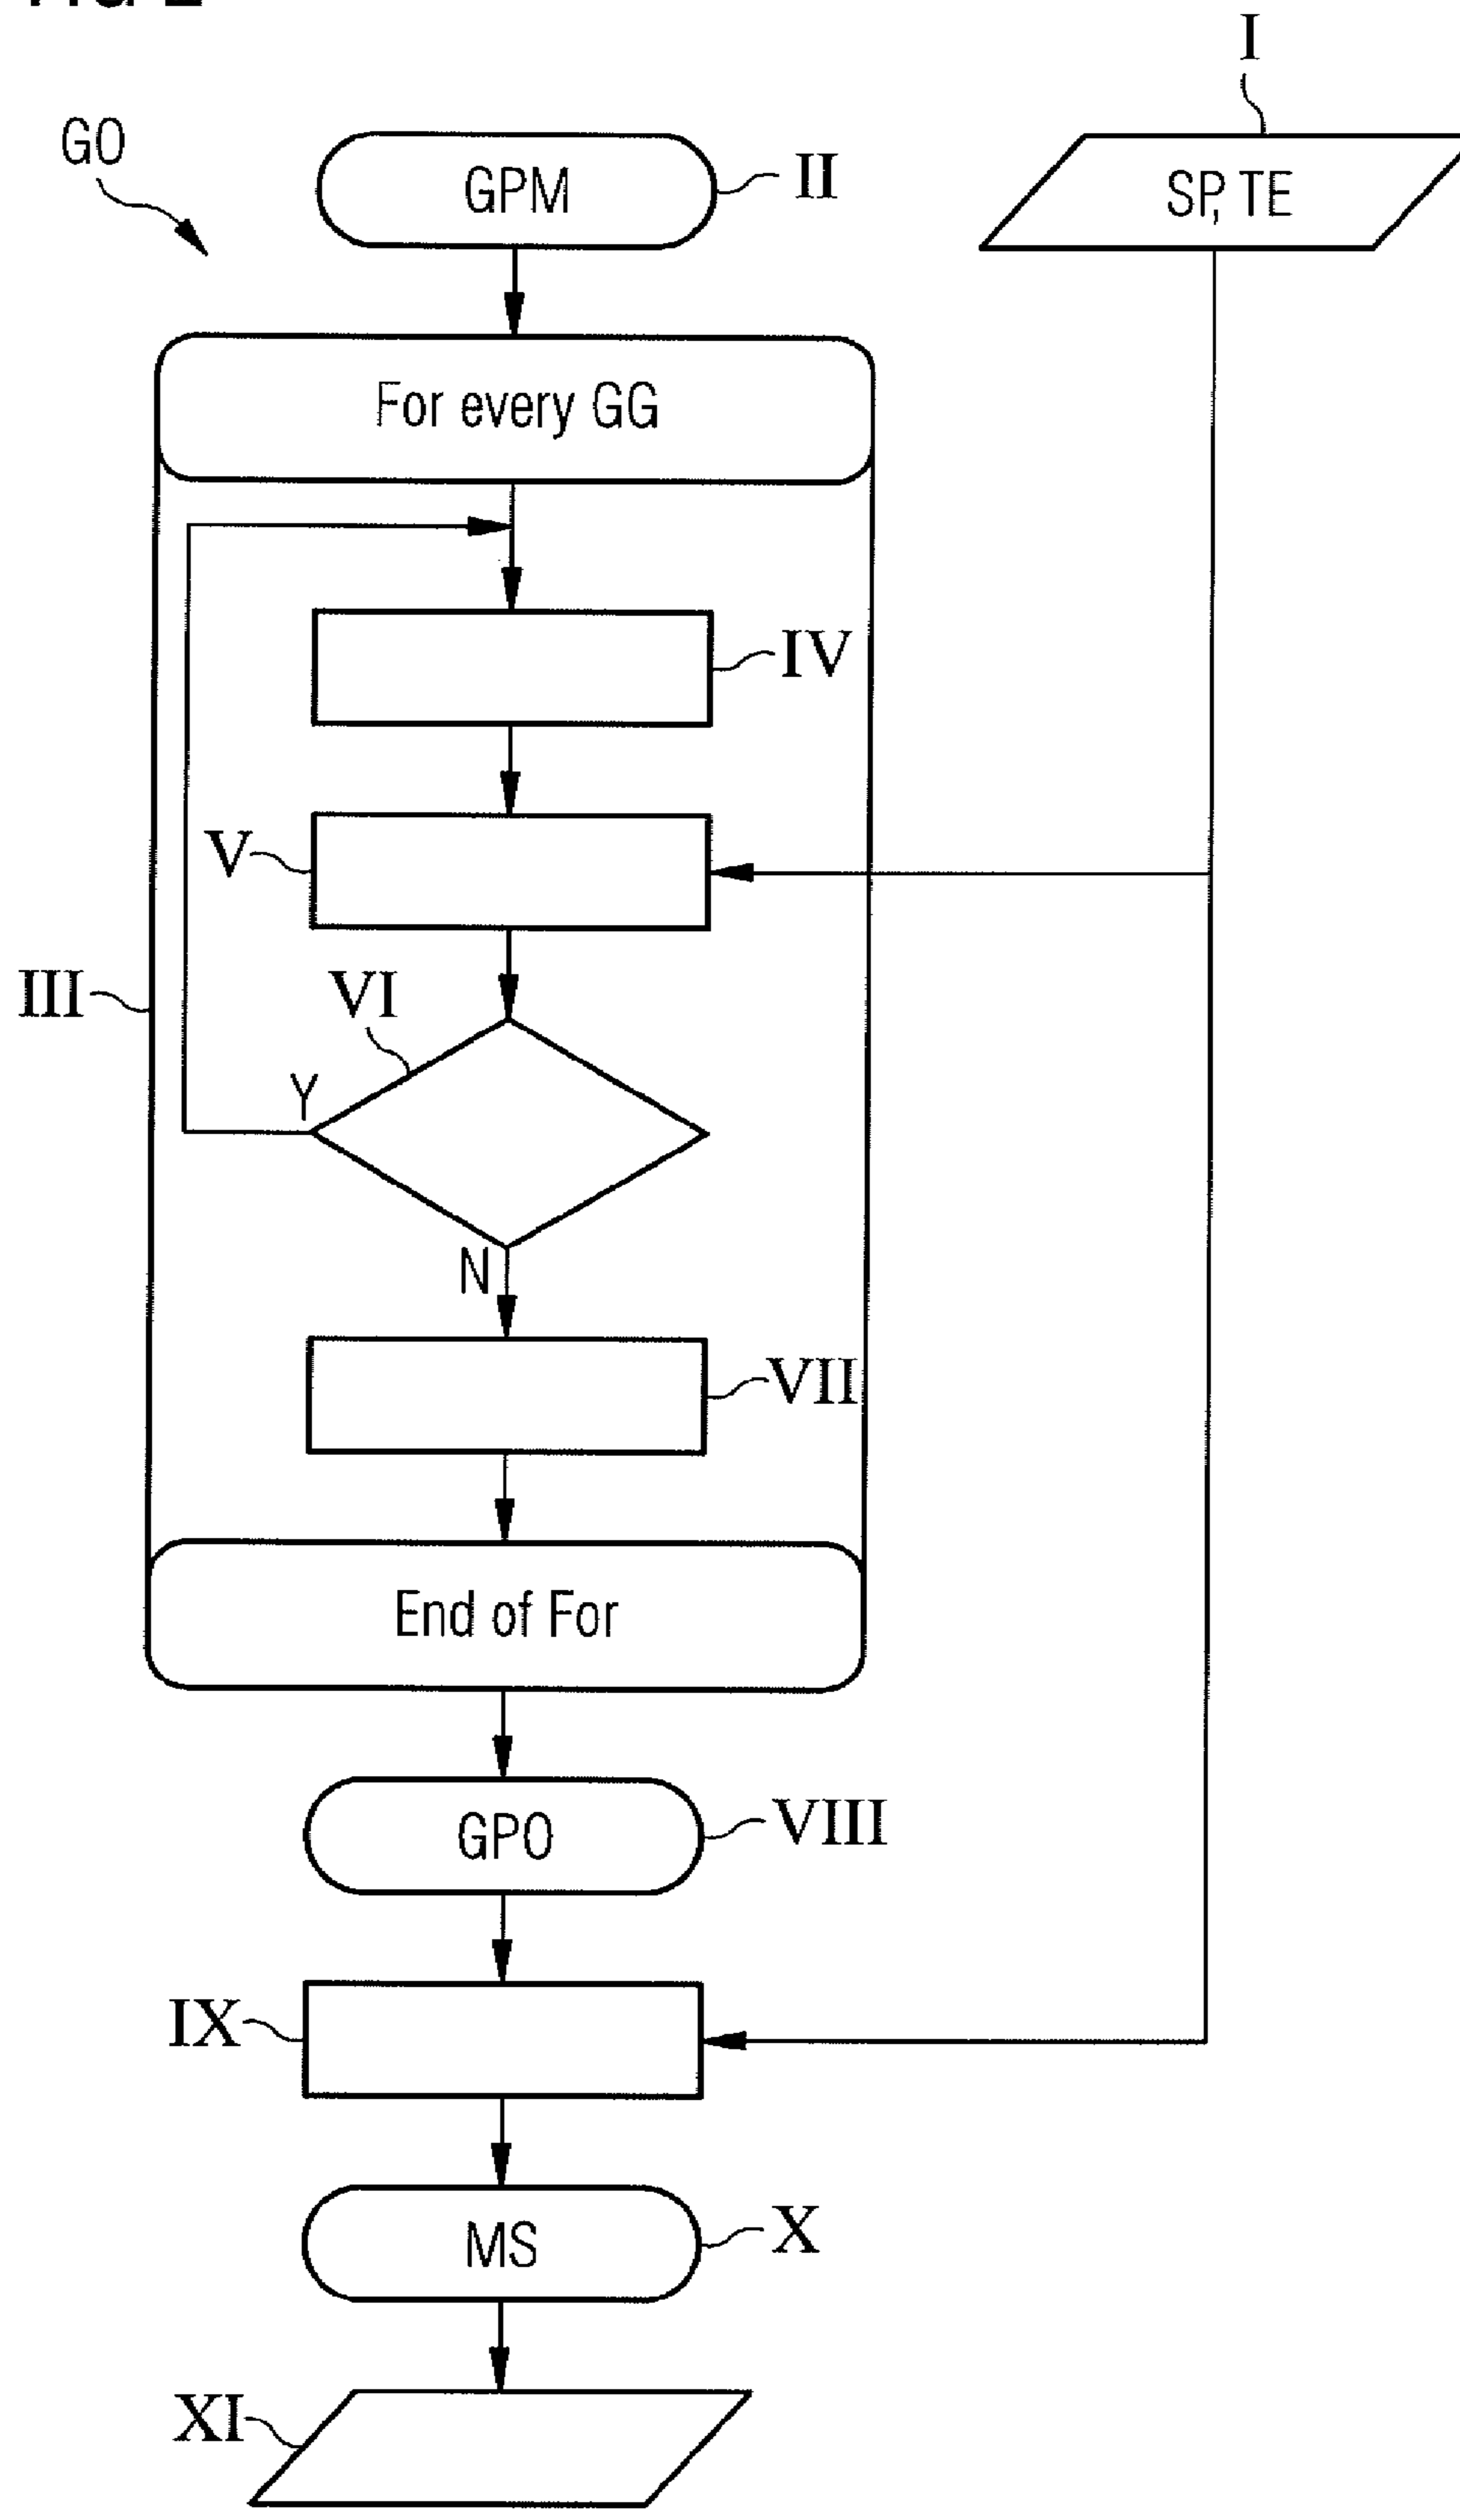 I
GO
GPM
II
SP, TE
For every GG
IV
V
III
VI
Y
N
VII
End of For
GPO
VIII
IX
MS
X
XI